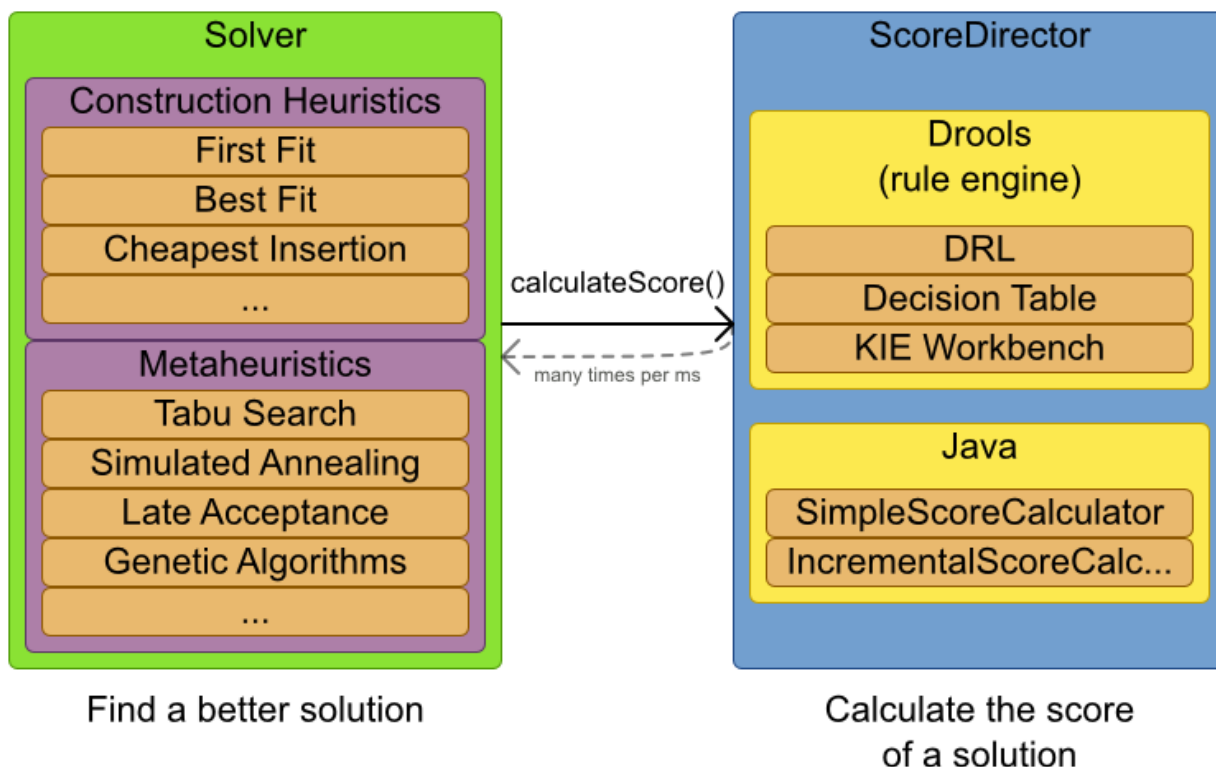 Solver
Construction Heuristics
First Fit
Best Fit
Cheapest Insertion
...
Metaheuristics
Tabu Search
Simulated Annealing
Late Acceptance
Genetic Algorithms
...
Find a better solution
calculateScore()
many times per ms
ScoreDirector
Drools
(rule engine)
DRL
Decision Table
KIE Workbench
Java
SimpleScoreCalculator
IncrementalScoreCalc...
Calculate the score
of a solution